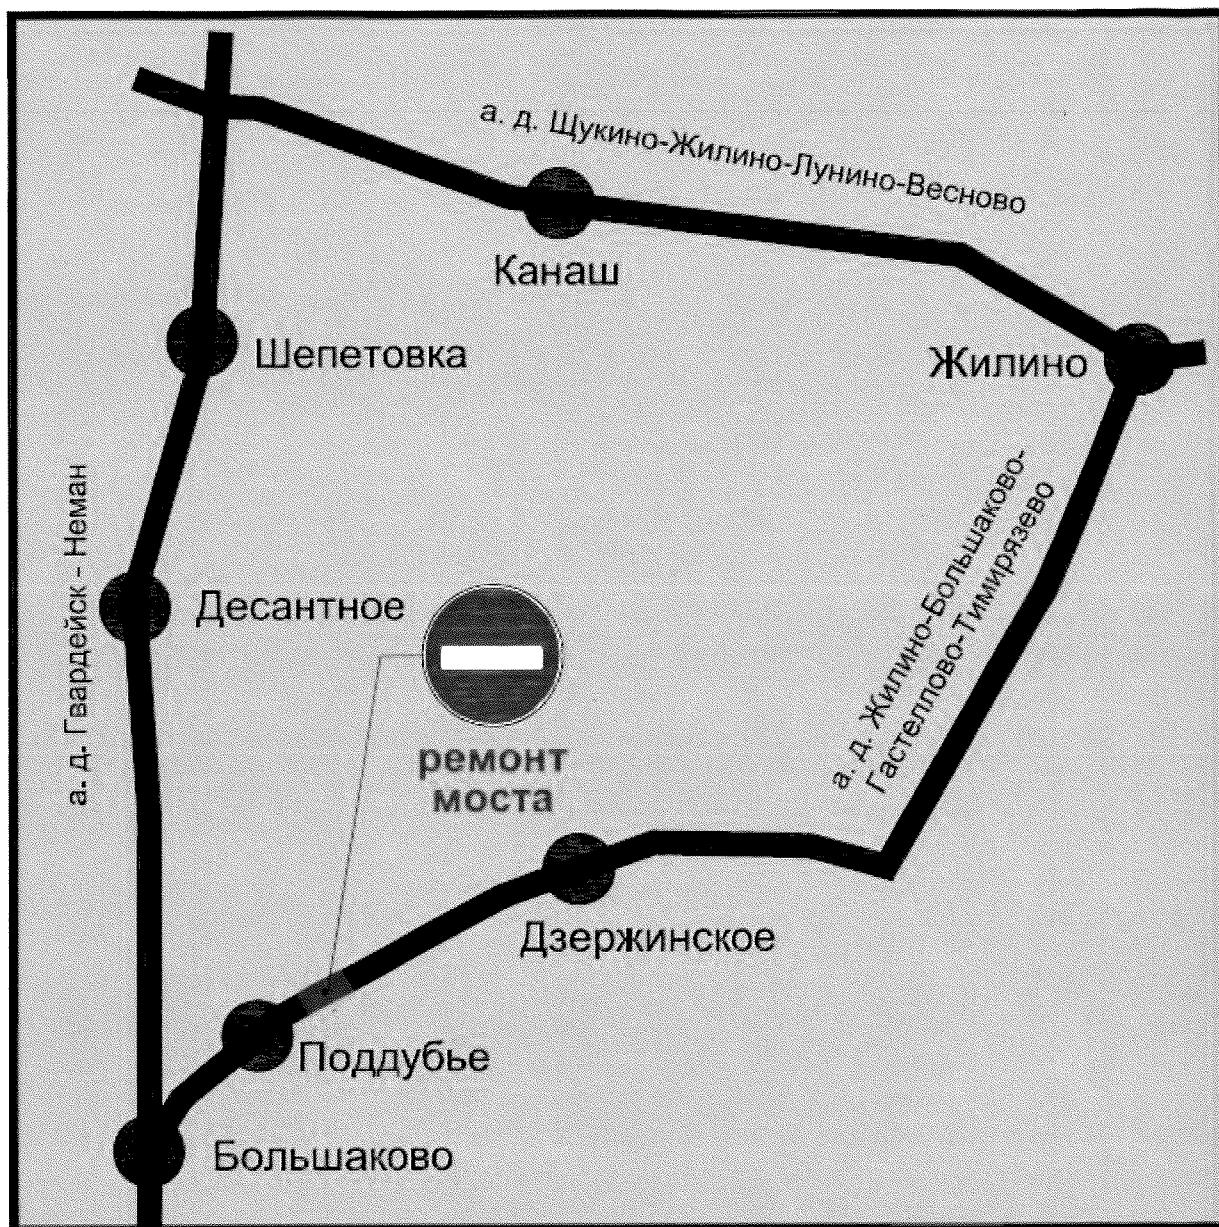 а. д. Щукино-Жилино-Лунино-Весново
Канаш
Шепетовка
Жилино
а. д. Гвардейск - Неман
Десантное
а. д. Жилино-Большаково-
Гастеллово-Тимирязево
ремонт
моста
Дзержинское
Поддубье
Большаково